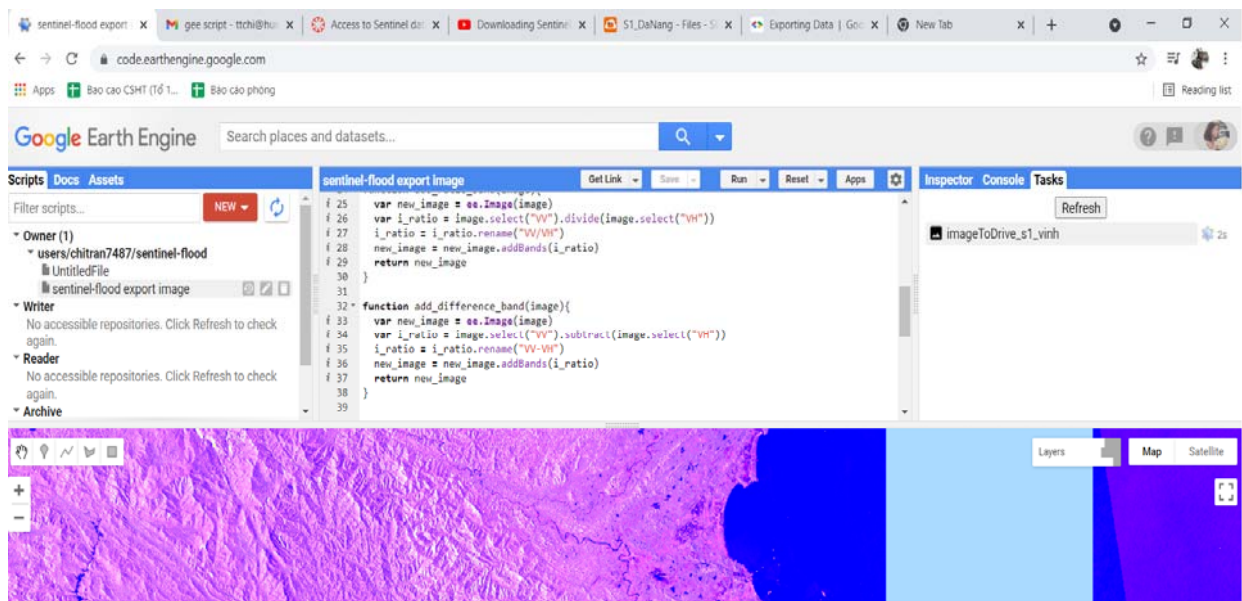 sentinel-flood export
gee script - ttchi@hu
Access to Sentinel dat
Downloading Sentinel
S1_DaNang - Files - S
Exporting Data | Goo
New Tab
code.earthengine.google.com
Apps
Bao cao CSHT (Tổ 1...
Báo cáo phòng
Reading list
Google Earth Engine
Search places and datasets...
Scripts Docs Assets
sentinel-flood export image
Get Link
Save
Run
Reset
Apps
Inspector Console Tasks
Filter scripts...
NEW
Owner (1)
users/chitran7487/sentinel-flood
UntitledFile
sentinel-flood export image
Writer
No accessible repositories. Click Refresh to check
again.
Reader
No accessible repositories. Click Refresh to check
again.
Archive
i 25 var new_image = ee.Image(image)
i 26 var i_ratio = image.select("VV").divide(image.select("VH"))
i 27 i_ratio = i_ratio.rename("VV/VH")
i 28 new_image = new_image.addBands(i_ratio)
i 29 return new_image
30 }
31
32 function add_difference_band(image){
i 33 var new_image = ee.Image(image)
i 34 var i_ratio = image.select("VV").subtract(image.select("VH"))
i 35 i_ratio = i_ratio.rename("VV-VH")
i 36 new_image = new_image.addBands(i_ratio)
i 37 return new_image
38 }
39
Refresh
imageToDrive_s1_vinh
2s
Layers
Map
Satellite